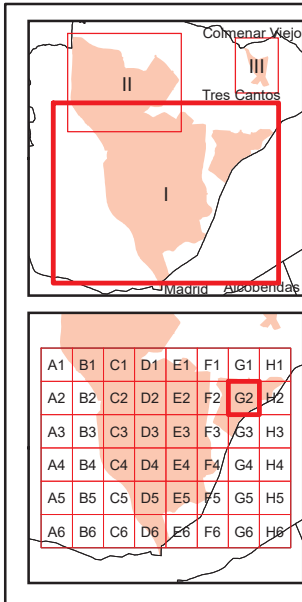 Colmenar Viejo
II
III
Tres Cantos
I
Madrid Alcobendas
A1 B1 C1 D1 E1 F1 G1 H1
A2 B2 C2 D2 E2 F2 G2 H2
A3 B3 C3 D3 E3 F3 G3 H3
A4 B4 C4 D4 E4 F4 G4 H4
A5 B5 C5 D5 E5 F5 G5 H5
A6 B6 C6 D6 E6 F6 G6 H6